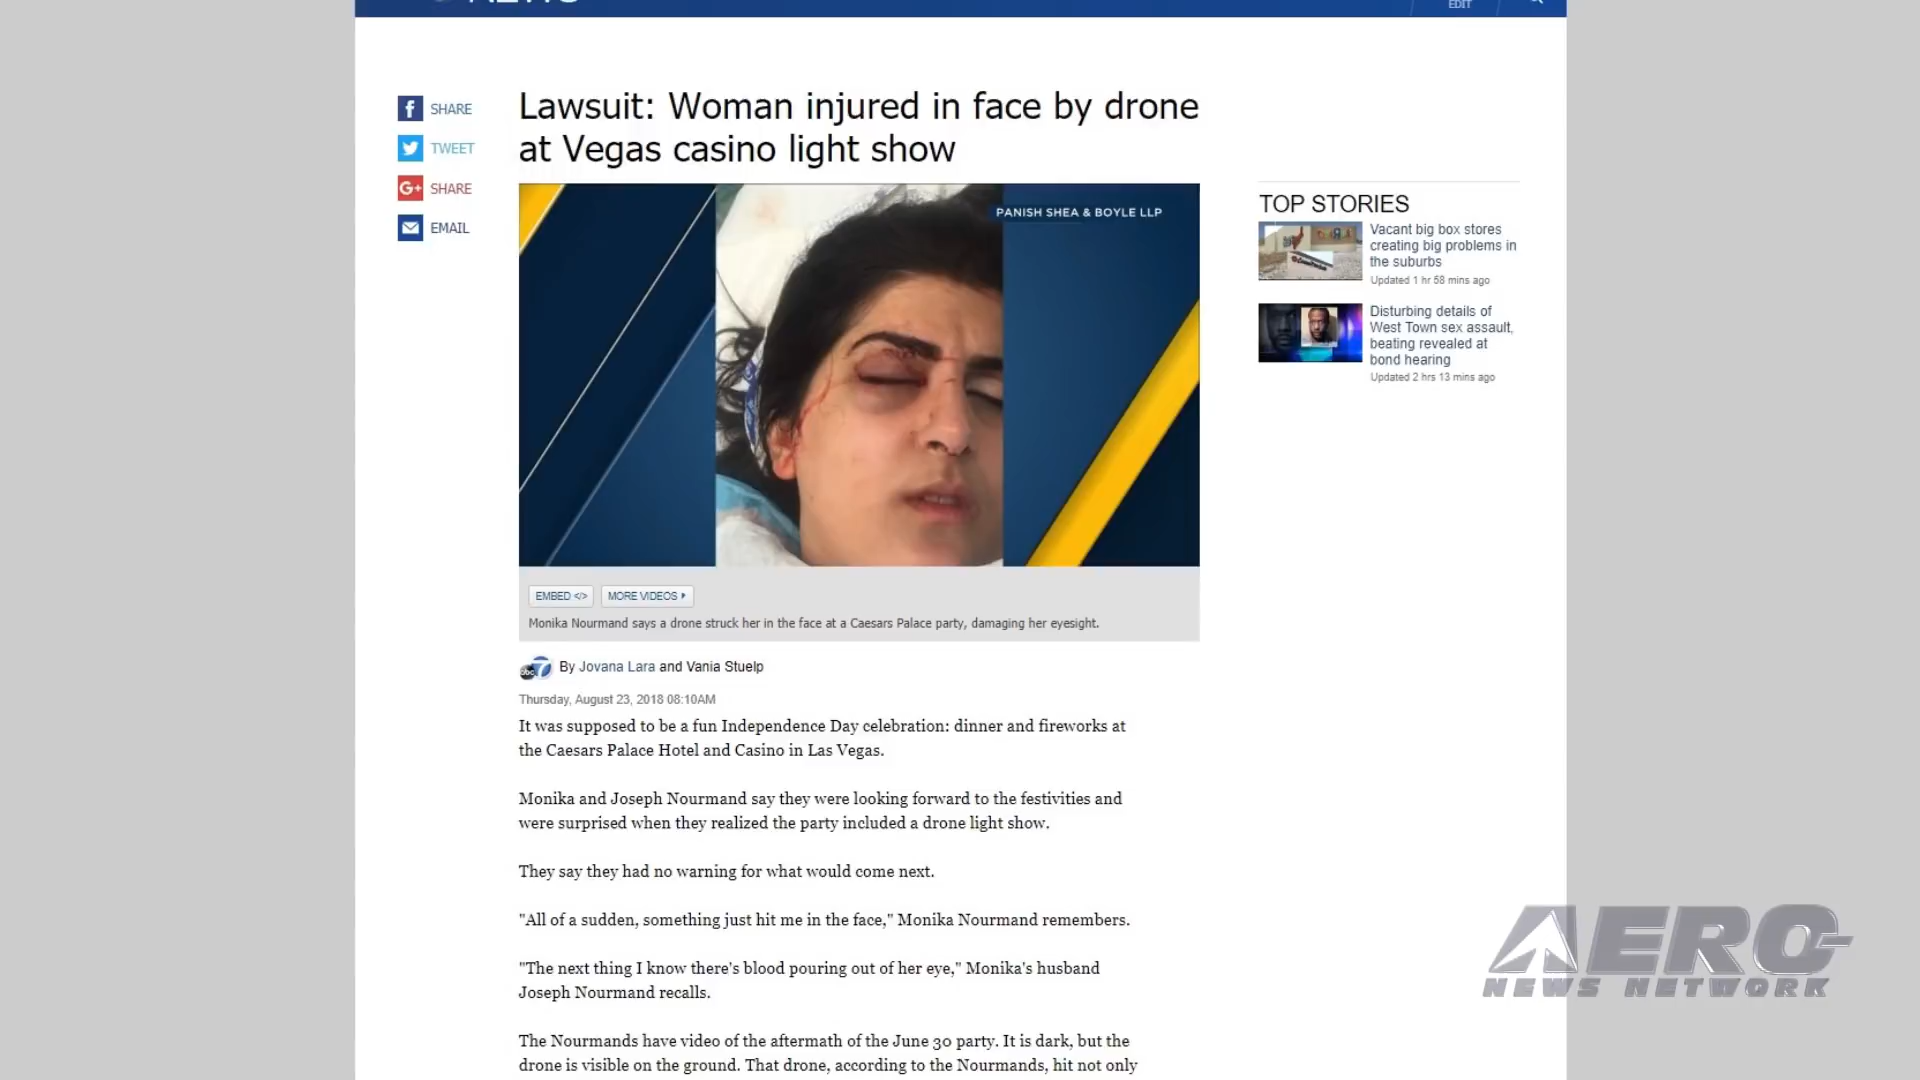 EDIT
SHARE
TWEET
G+ SHARE
EMAIL
Lawsuit: Woman injured in face by drone
at Vegas casino light show
PANISH SHEA & BOYLE LLP
EMBED </>
MORE VIDEOS
Monika Nourmand says a drone struck her in the face at a Caesars Palace party, damaging her eyesight.
abc 7 By Jovana Lara and Vania Stuelp
Thursday, August 23, 2018 08:10AM
It was supposed to be a fun Independence Day celebration: dinner and fireworks at
the Caesars Palace Hotel and Casino in Las Vegas.
Monika and Joseph Nourmand say they were looking forward to the festivities and
were surprised when they realized the party included a drone light show.
They say they had no warning for what would come next.
"All of a sudden, something just hit me in the face," Monika Nourmand remembers.
"The next thing I know there's blood pouring out of her eye," Monika's husband
Joseph Nourmand recalls.
The Nourmands have video of the aftermath of the June 30 party. It is dark, but the
drone is visible on the ground. That drone, according to the Nourmands, hit not only
TOP STORIES
Vacant big box stores
creating big problems in
the suburbs
Updated 1 hr 58 mins ago
Disturbing details of
West Town sex assault,
beating revealed at
bond hearing
Updated 2 hrs 13 mins ago
AERO-
NEWS NETWORK